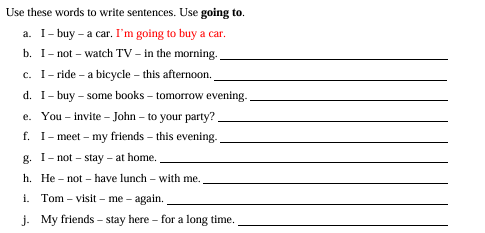 Use these words to write sentences. Use going to.
a. I – buy – a car. I'm going to buy a car.
b. I – not – watch TV – in the morning.
c. I – ride – a bicycle – this afternoon.
d. I – buy – some books – tomorrow evening.
e. You – invite – John – to your party?
f. I – meet – my friends – this evening.
g. I – not – stay – at home.
h. He – not – have lunch – with me.
i. Tom – visit – me – again.
j. My friends – stay here – for a long time.